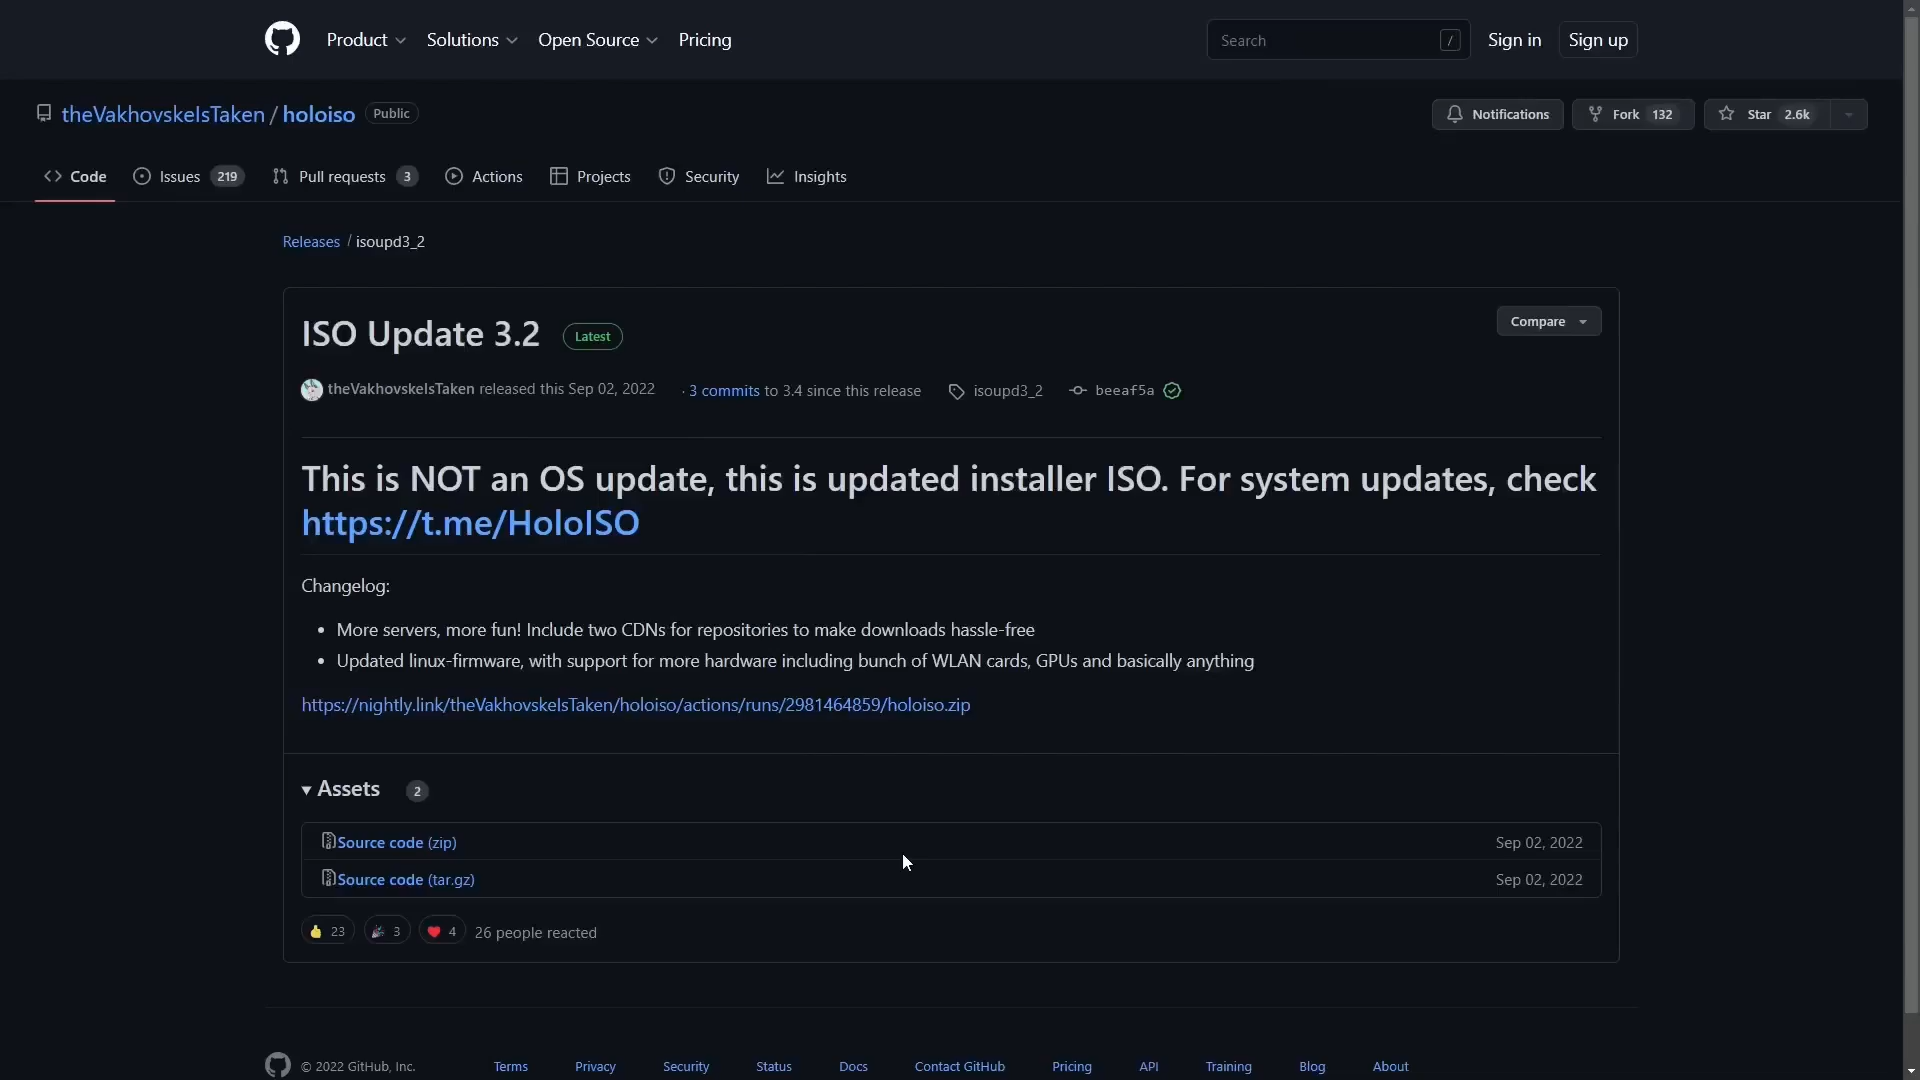 Product Solutions Open Source Pricing Search / Sign in Sign up
theVakhovskeIsTaken / holoiso Public Notifications Fork 132 Star 2.6k
Code Issues 219 Pull requests 3 Actions Projects Security Insights
Releases / isoupd3_2
ISO Update 3.2 Latest Compare
theVakhovskeIsTaken released this Sep 02, 2022 · 3 commits to 3.4 since this release isoupd3_2 beeaf5a
This is NOT an OS update, this is updated installer ISO. For system updates, check
https://t.me/HoloISO
Changelog:
• More servers, more fun! Include two CDNs for repositories to make downloads hassle-free
• Updated linux-firmware, with support for more hardware including bunch of WLAN cards, GPUs and basically anything
https://nightly.link/theVakhovskeIsTaken/holoiso/actions/runs/2981464859/holoiso.zip
Assets 2
Source code (zip) Sep 02, 2022
Source code (tar.gz) Sep 02, 2022
23 3 4 26 people reacted
© 2022 GitHub, Inc. Terms Privacy Security Status Docs Contact GitHub Pricing API Training Blog About